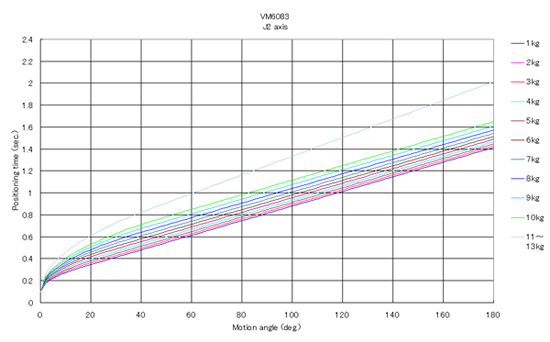 VM6083
J2 axis
2.4
2.2
2
1.8
1.6
1.4
1.2
1
0.8
0.6
0.4
0.2
0
Positioning time (sec.)
0 20 40 60 80 100 120 140 160 180
Motion angle (deg.)
1kg
2kg
3kg
4kg
5kg
6kg
7kg
8kg
9kg
10kg
11～
13kg